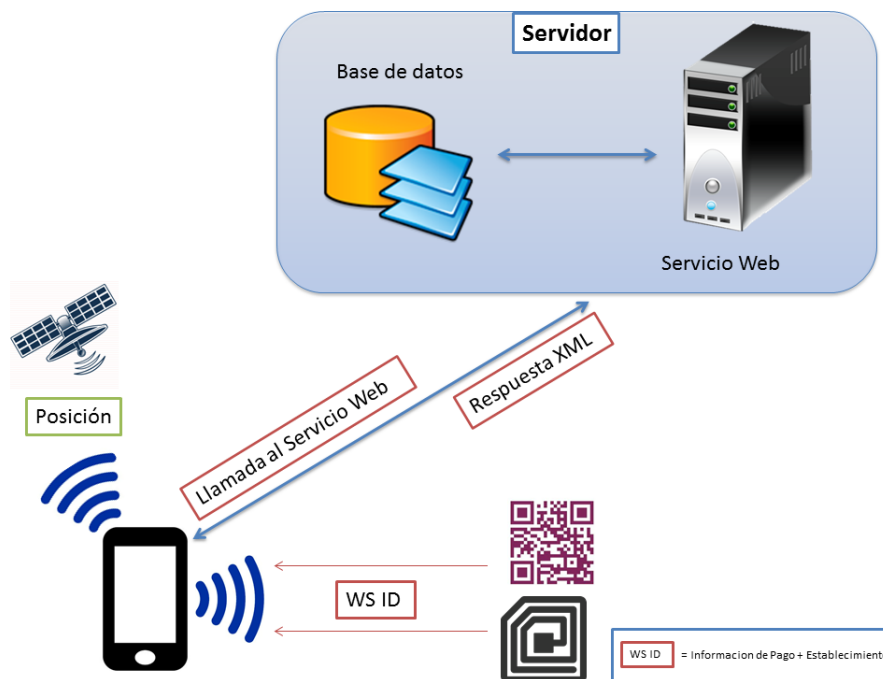 Servidor
Base de datos
Servicio Web
Respuesta XML
Llamada al Servicio Web
Posición
WS ID
WS ID = Informacion de Pago + Establecimiento